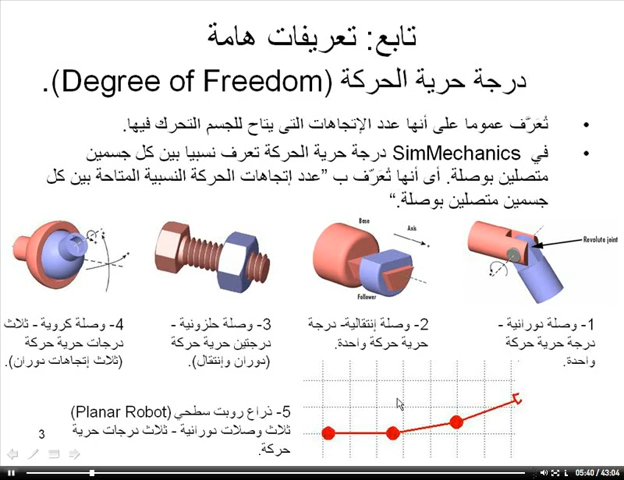 تابع: تعريفات هامة
درجة حرية الحركة (Degree of Freedom).
• تُعَرَّف عموما على أنها عدد الإتجاهات التى يتاح للجسم التحرك فيها.
• في SimMechanics درجة حرية الحركة تعرف نسبيا بين كل جسمين
متصلين بوصلة. أى أنها تُعَرَّف ب "عدد إتجاهات الحركة النسبية المتاحة بين كل
جسمين متصلين بوصلة."
Revolute joint
Base
Axis
Follower
1- وصلة دورانية -
درجة حرية حركة
واحدة.
2- وصلة إنتقالية- درجة
حرية حركة واحدة.
3- وصلة حلزونية -
درجتين حرية حركة
(دوران وإنتقال).
4- وصلة كروية - ثلاث
درجات حرية حركة
(ثلاث إتجاهات دوران).
5- ذراع روبت سطحي (Planar Robot)
ثلاث وصلات دورانية - ثلاث درجات حرية
حركة.
3
05:40 / 43:04